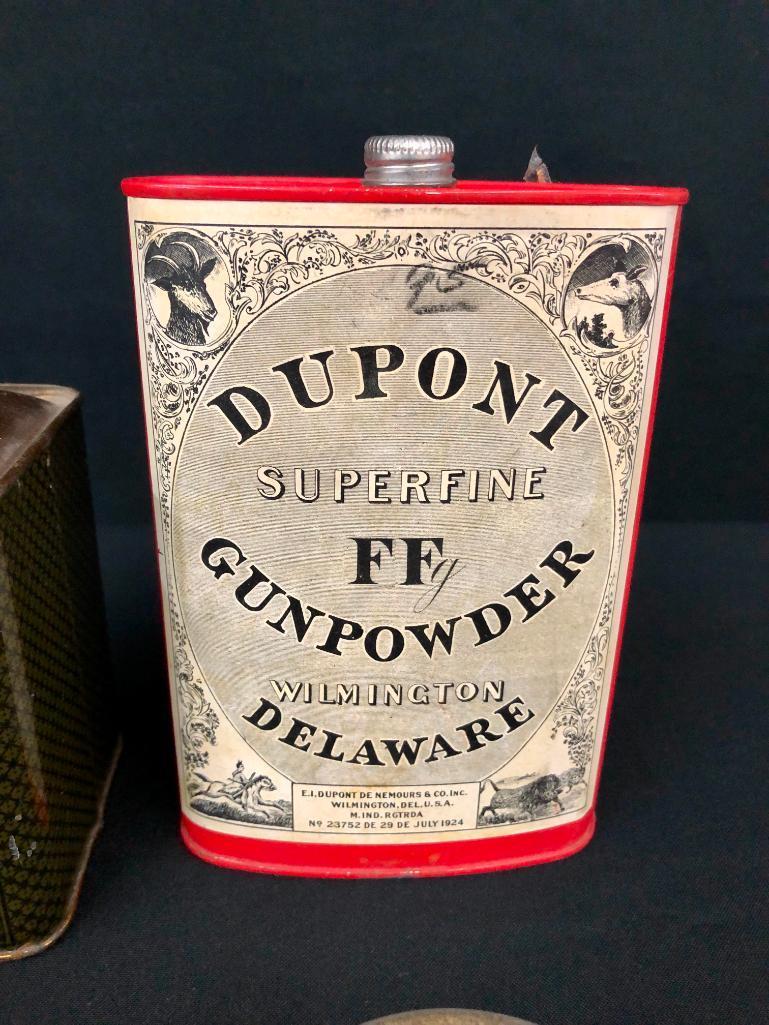 DUPONT
SUPERFINE
FFg
GUNPOWDER
WILMINGTON
DELAWARE
E.I. DUPONT DE NEMOURS & CO. INC.
WILMINGTON, DEL, U.S.A.
M. IND. RGTRDA
Nº 23752 DE 29 DE JULY 1924